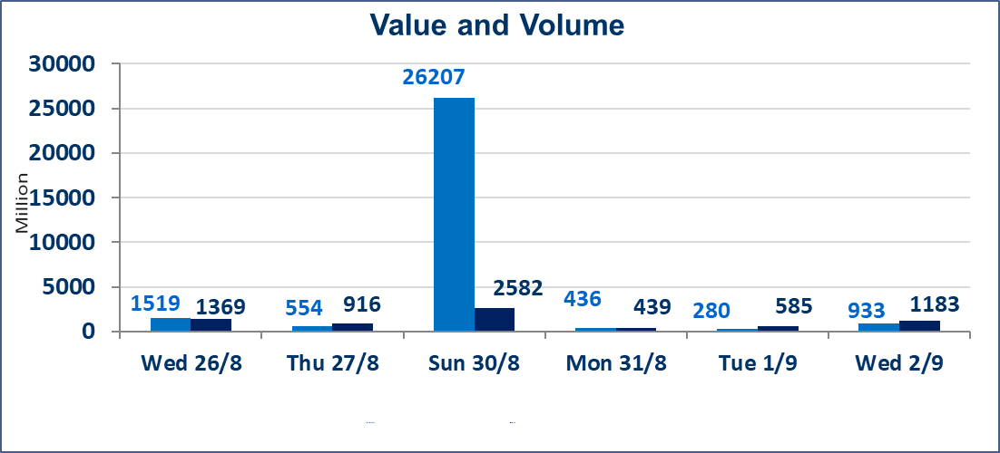 Value and Volume
30000
25000
20000
15000
10000
5000
0
Million
1519 1369 554 916 26207 2582 436 439 280 585 933 1183
Wed 26/8 Thu 27/8 Sun 30/8 Mon 31/8 Tue 1/9 Wed 2/9